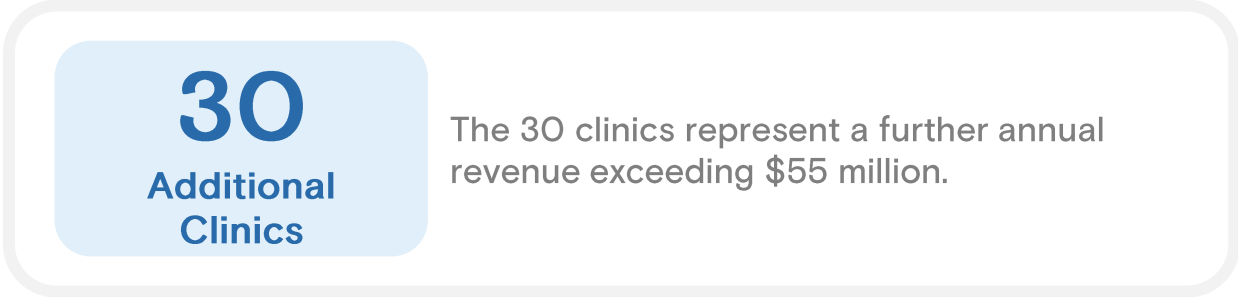 30
Additional
Clinics
The 30 clinics represent a further annual
revenue exceeding $55 million.